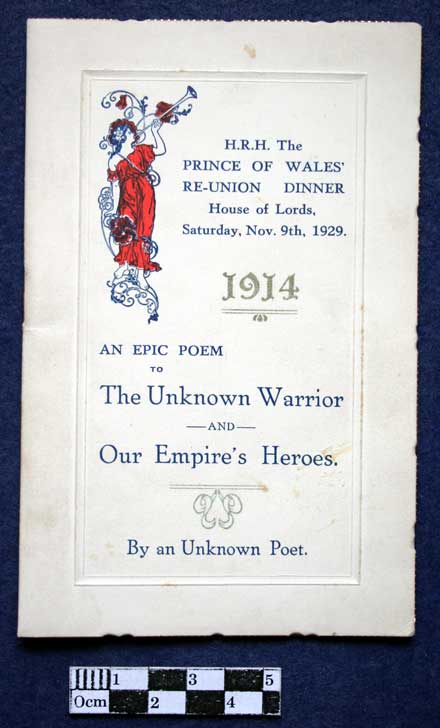 H.R.H. The
PRINCE OF WALES'
RE-UNION DINNER
House of Lords,
Saturday, Nov. 9th, 1929.
1914
AN EPIC POEM
TO
The Unknown Warrior
—AND—
Our Empire's Heroes.
By an Unknown Poet.
1 3 5
0cm 2 4